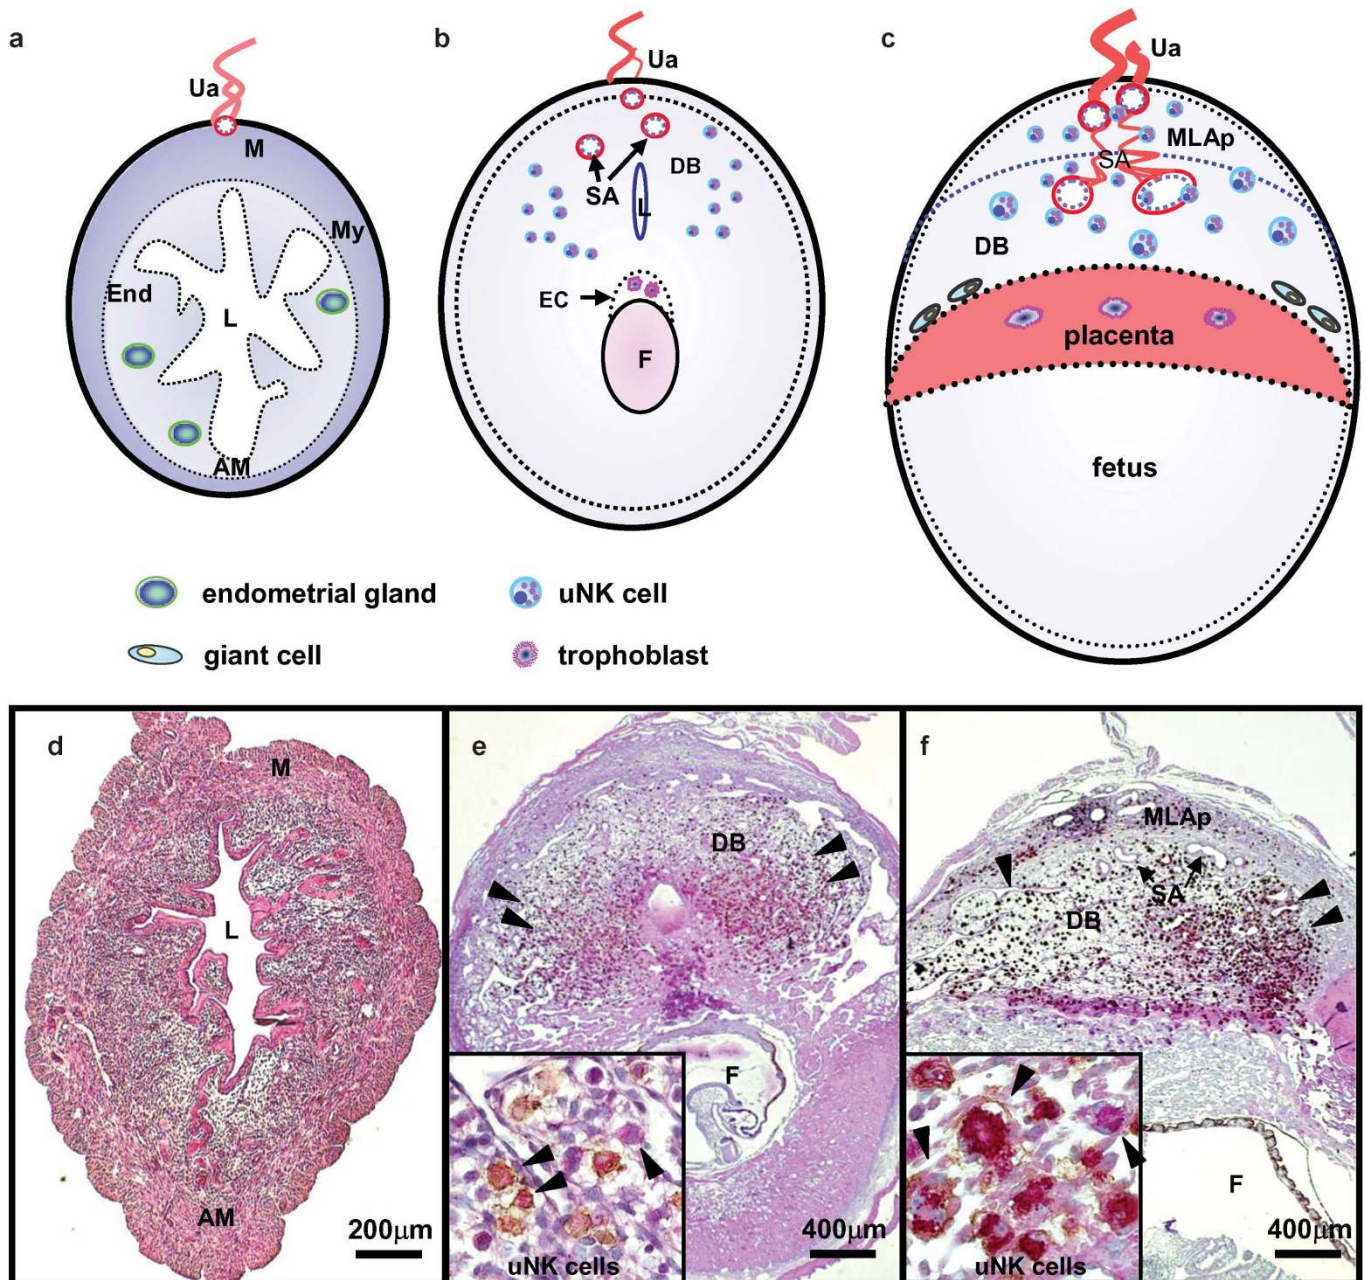 a
Ua
M
My
End
L
AM
b
Ua
DB
SA
L
EC
F
c
Ua
MLAp
SA
DB
placenta
fetus
endometrial gland
uNK cell
giant cell
trophoblast
d
M
L
AM
200μm
e
DB
F
400μm
uNK cells
f
MLAp
SA
DB
F
400μm
uNK cells